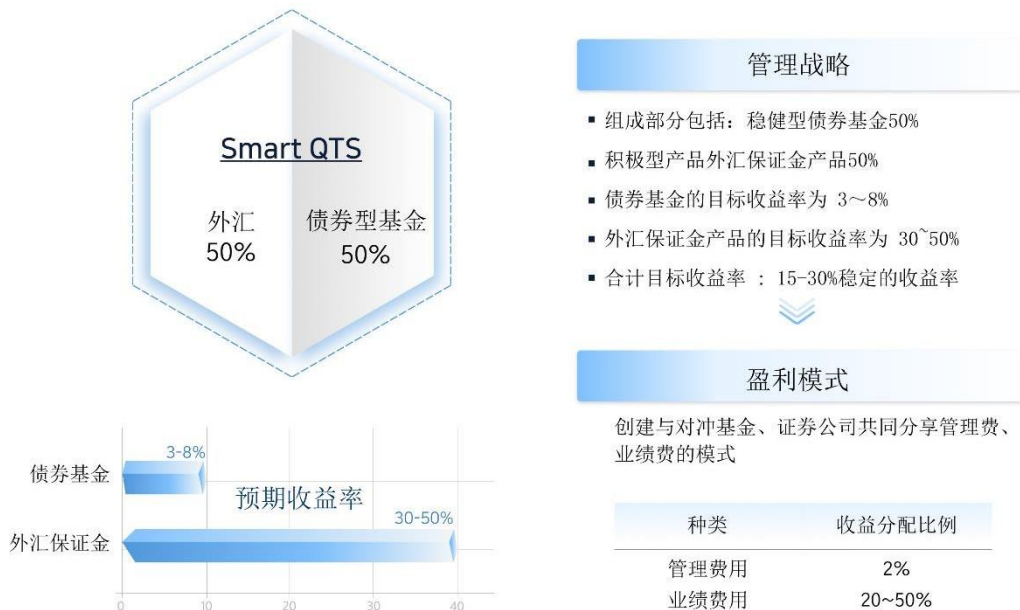 Smart QTS
外汇
50%
债券型基金
50%
债券基金
3-8%
预期收益率
外汇保证金
30-50%
0 10 20 30 40
管理战略
▪ 组成部分包括: 稳健型债券基金50%
▪ 积极型产品外汇保证金产品50%
▪ 债券基金的目标收益率为 3～8%
▪ 外汇保证金产品的目标收益率为 30~50%
▪ 合计目标收益率 : 15-30%稳定的收益率
盈利模式
创建与对冲基金、证券公司共同分享管理费、
业绩费的模式
种类 收益分配比例
管理费用 2%
业绩费用 20~50%